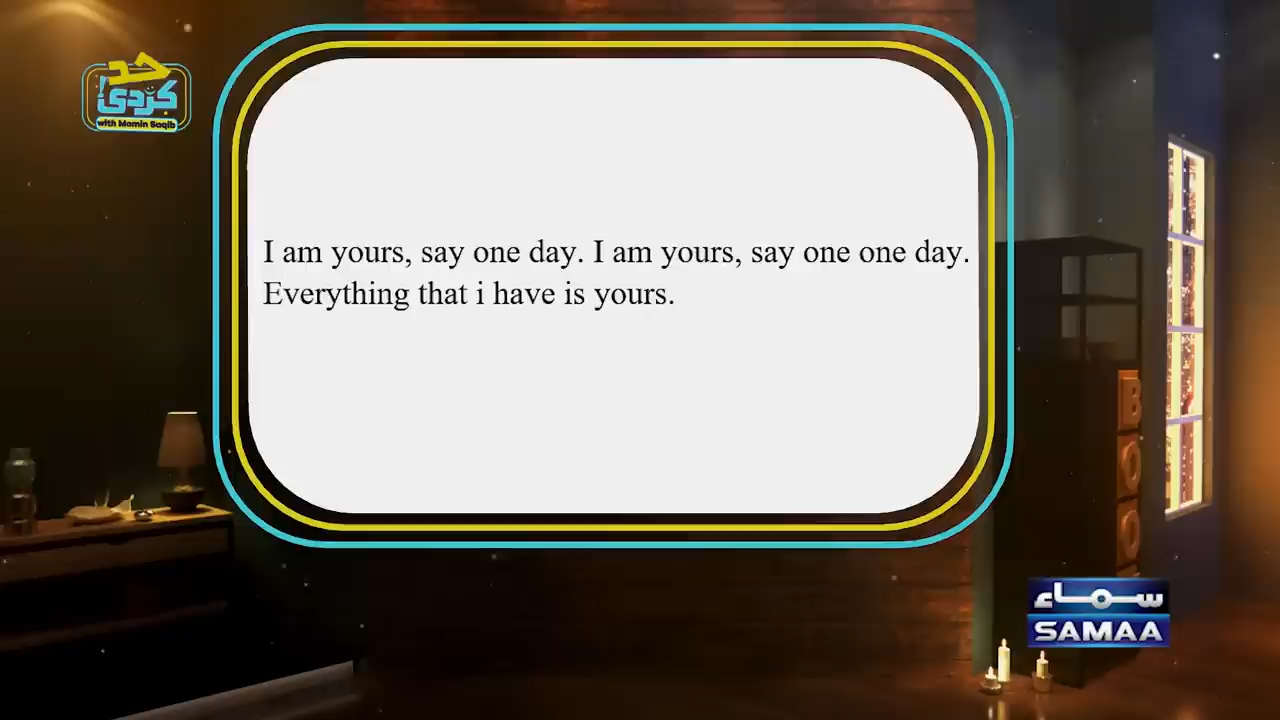 حد
کردی!
with Momin Saqib
I am yours, say one day. I am yours, say one one day.
Everything that i have is yours.
B
O
O
سماء
SAMAA